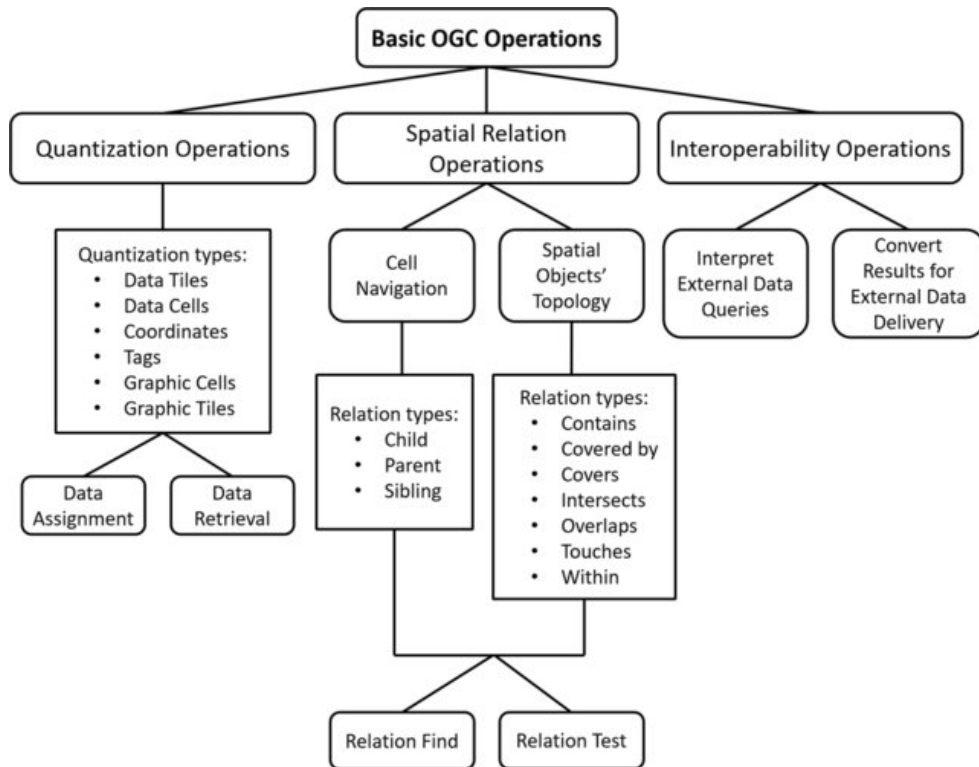 Basic OGC Operations
Quantization Operations
Spatial Relation
Operations
Interoperability Operations
Quantization types:
• Data Tiles
• Data Cells
• Coordinates
• Tags
• Graphic Cells
• Graphic Tiles
Cell
Navigation
Spatial
Objects’
Topology
Interpret
External Data
Queries
Convert
Results for
External Data
Delivery
Relation types:
• Child
• Parent
• Sibling
Relation types:
• Contains
• Covered by
• Covers
• Intersects
• Overlaps
• Touches
• Within
Data
Assignment
Data
Retrieval
Relation Find
Relation Test